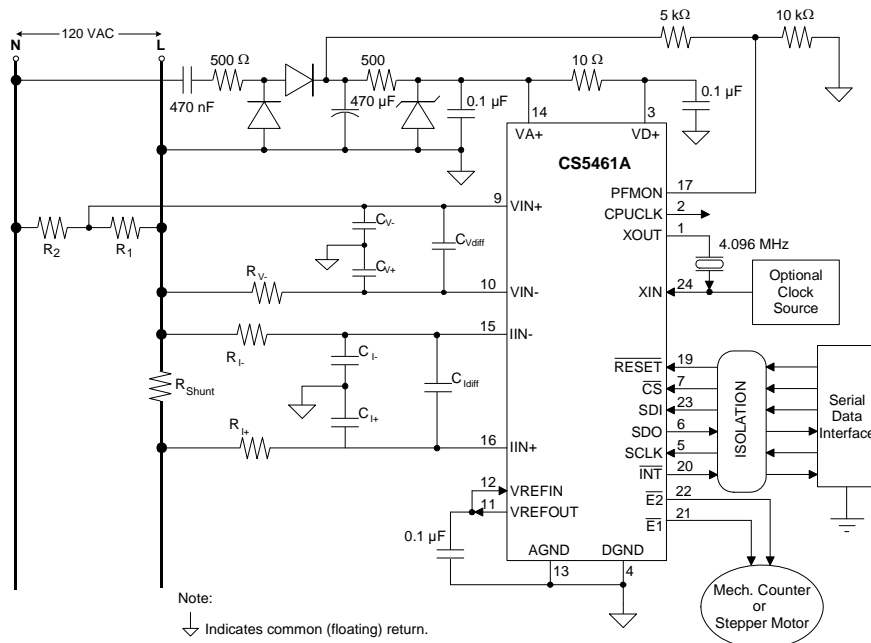 5 kΩ
10 kΩ
N
120 VAC
L
500 Ω
470 nF
500
470 µF
0.1 µF
10 Ω
0.1 µF
14
VA+
3
VD+
CS5461A
PFMON
17
CPUCLK
2
XOUT
1
4.096 MHz
XIN
24
Optional
Clock
Source
9
VIN+
R2
R1
CV-
CV+
CVdiff
RV-
10
VIN-
15
IIN-
RI-
CI-
CI+
CIdiff
RShunt
RI+
16
IIN+
RESET
19
CS
7
SDI
23
SDO
6
SCLK
5
INT
20
ISOLATION
Serial
Data
Interface
E2
22
E1
21
12
VREFIN
11
VREFOUT
0.1 µF
AGND
13
DGND
4
Mech. Counter
or
Stepper Motor
Note:
Indicates common (floating) return.